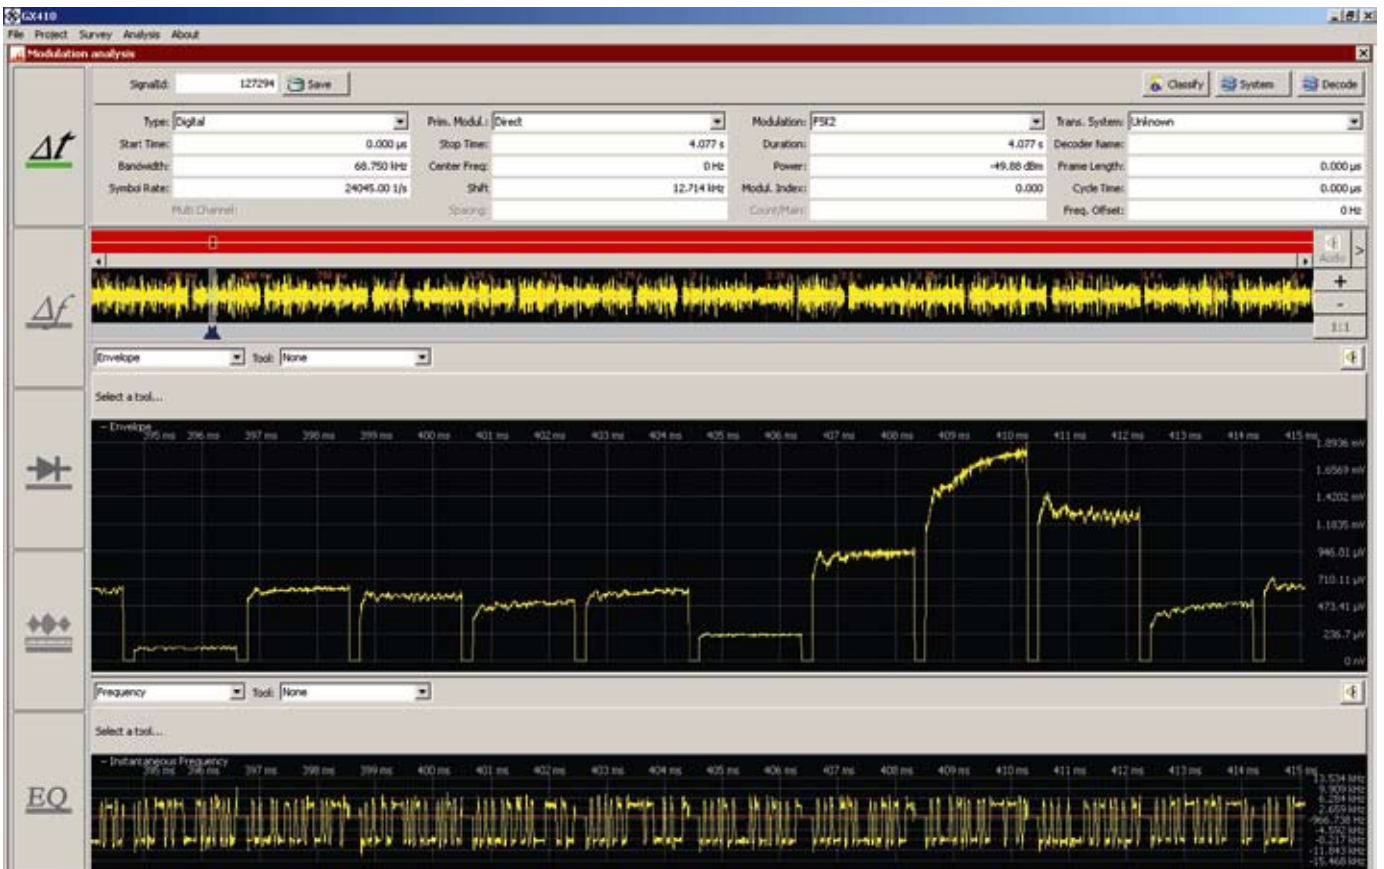 GX410
File Project Survey Analysis About
Modulation analysis
SignalId: 127294 Save Classify System Decode
Type: Digital Prim. Modul.: Direct Modulation: FSK2 Trans. System: Unknown
Start Time: 0.000 µs Stop Time: 4.077 s Duration: 4.077 s Decoder Name:
Bandwidth: 68.750 kHz Center Freq: 0 Hz Power: -49.88 dBm Frame Length: 0.000 µs
Symbol Rate: 24045.00 1/s Shift 12.714 kHz Modul. Index: 0.000 Cycle Time: 0.000 µs
Multi Channel: Spacing: Count/Main: Freq. Offset: 0 Hz
Δt
Audio
Δf
+
-
1:1
Envelope Tool: None
Select a tool...
Envelope
395 ms 396 ms 397 ms 398 ms 399 ms 400 ms 401 ms 402 ms 403 ms 404 ms 405 ms 406 ms 407 ms 408 ms 409 ms 410 ms 411 ms 412 ms 413 ms 414 ms 415 ms
1.8936 mV
1.6569 mV
1.4202 mV
1.1835 mV
946.81 µV
710.11 µV
473.41 µV
236.7 µV
0 nV
Frequency Tool: None
Select a tool...
Instantaneous Frequency
395 ms 396 ms 397 ms 398 ms 399 ms 400 ms 401 ms 402 ms 403 ms 404 ms 405 ms 406 ms 407 ms 408 ms 409 ms 410 ms 411 ms 412 ms 413 ms 414 ms 415 ms
13.534 kHz
9.909 kHz
6.284 kHz
2.659 kHz
-966.738 Hz
-4.592 kHz
-8.217 kHz
-11.843 kHz
-15.468 kHz
EQ